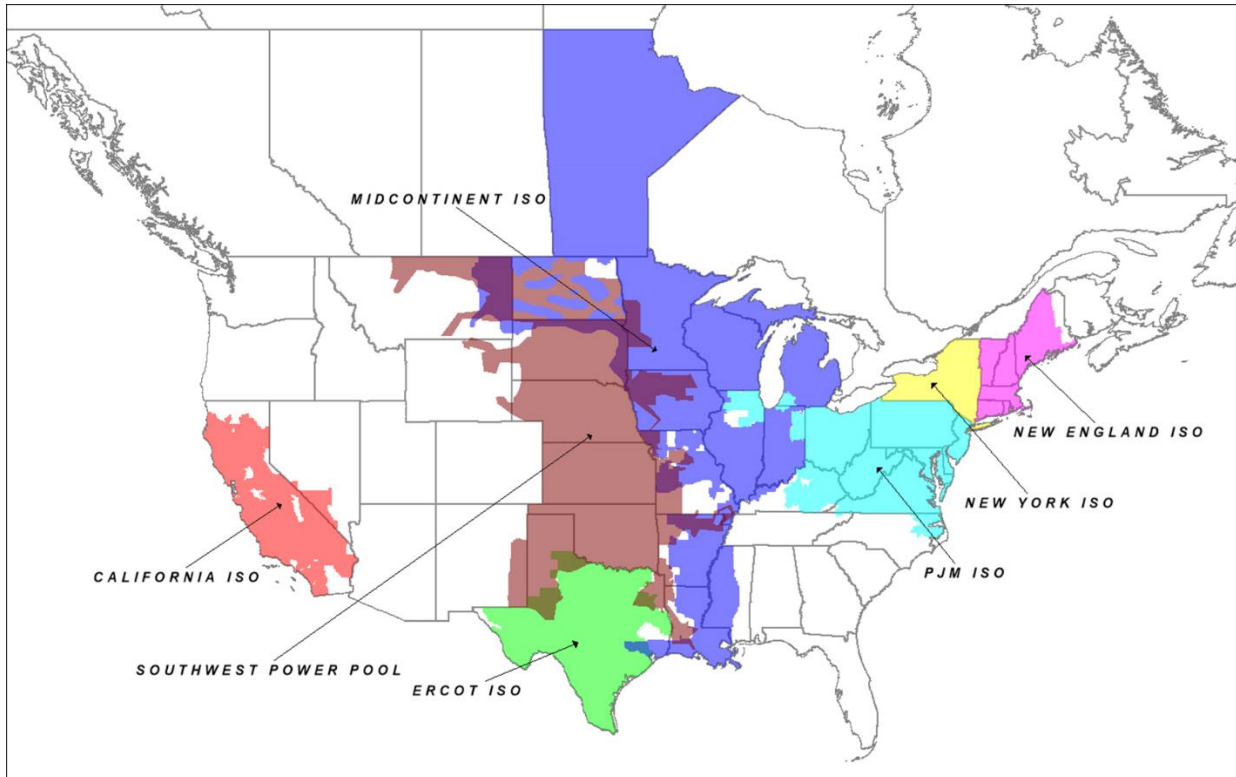 MIDCONTINENT ISO
NEW ENGLAND ISO
NEW YORK ISO
PJM ISO
CALIFORNIA ISO
SOUTHWEST POWER POOL
ERCOT ISO